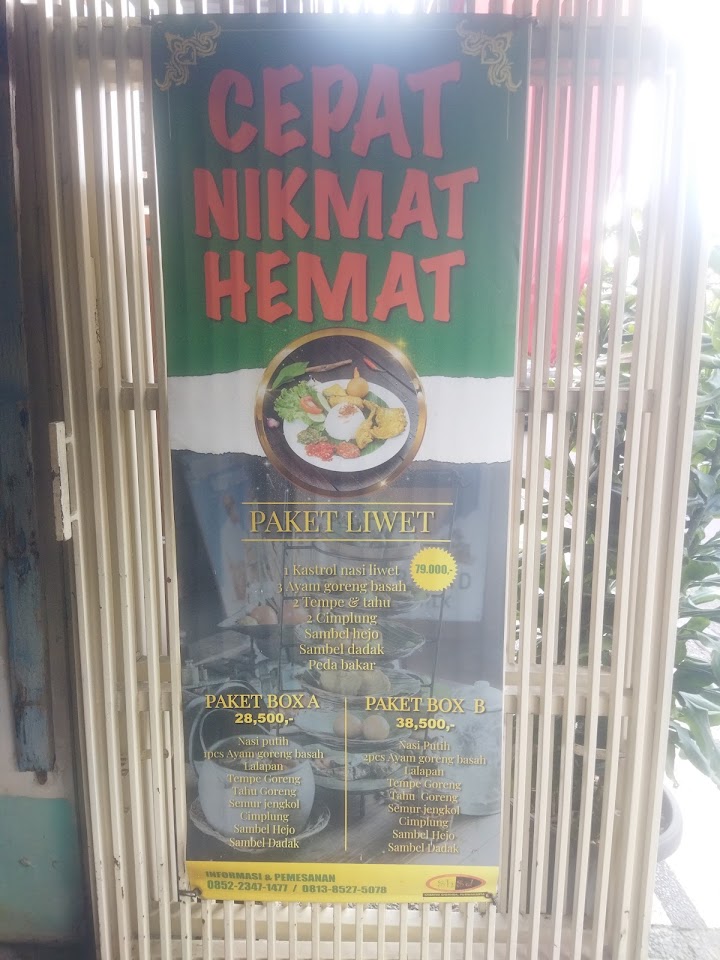 CEPAT
NIKMAT
HEMAT
PAKET LIWET
1 Kastrol nasi liwet
79.000,-
3 Ayam goreng basah
2 Tempe & tahu
2 Cimplung
Sambel hejo
Sambel dadak
Peda bakar
PAKET BOX A
28,500,-
Nasi putih
1pcs Ayam goreng basah
Lalapan
Tempe Goreng
Tahu Goreng
Semur jengkol
Cimplung
Sambel Hejo
Sambel Dadak
PAKET BOX B
38,500,-
Nasi Putih
2pcs Ayam goreng basah
Lalapan
Tempe Goreng
Tahu Goreng
Semur jengkol
Cimplung
Sambel Hejo
Sambel Dadak
INFORMASI & PEMESANAN
0852-2347-1477 / 0813-8527-5078